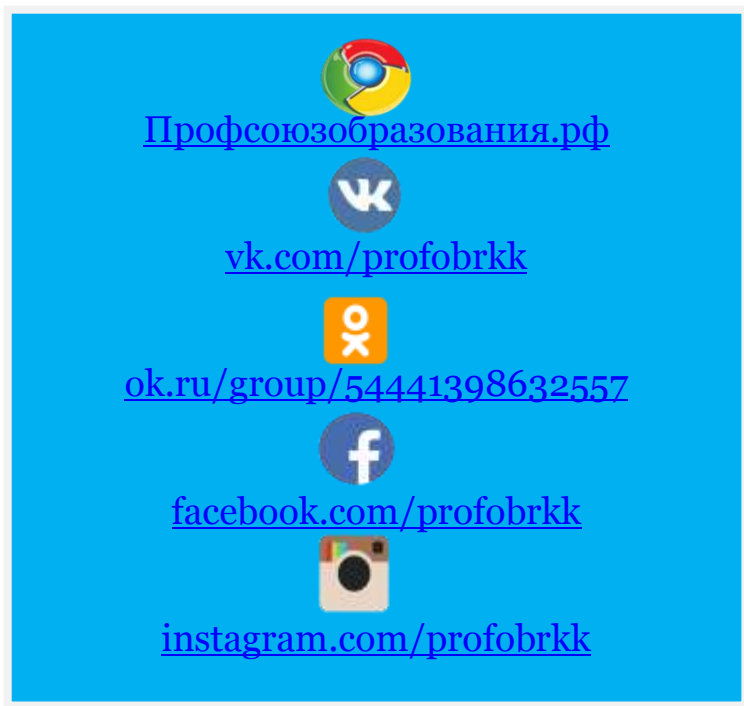 Профсоюзобразования.рф
vk.com/profobrkk
ok.ru/group/54441398632557
facebook.com/profobrkk
instagram.com/profobrkk